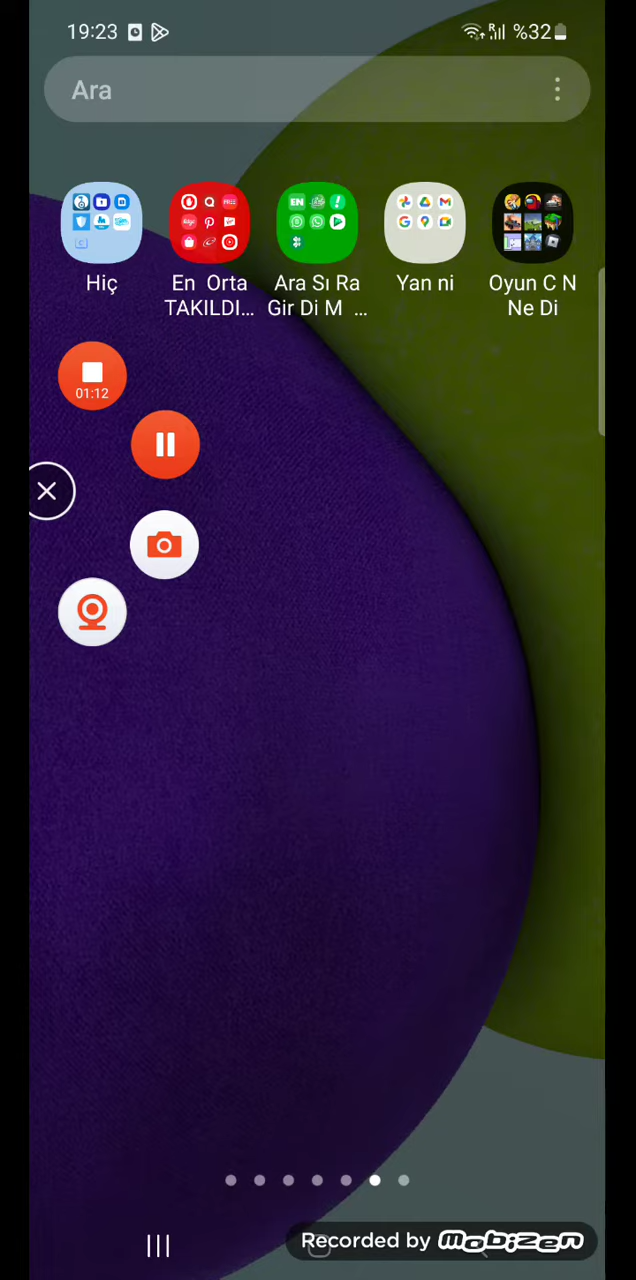 19:23
%32
Ara
Hiç
En Orta
TAKILDI...
Ara Sı Ra
Gir Di M ...
Yan ni
Oyun C N
Ne Di
01:12
Recorded by mobizen